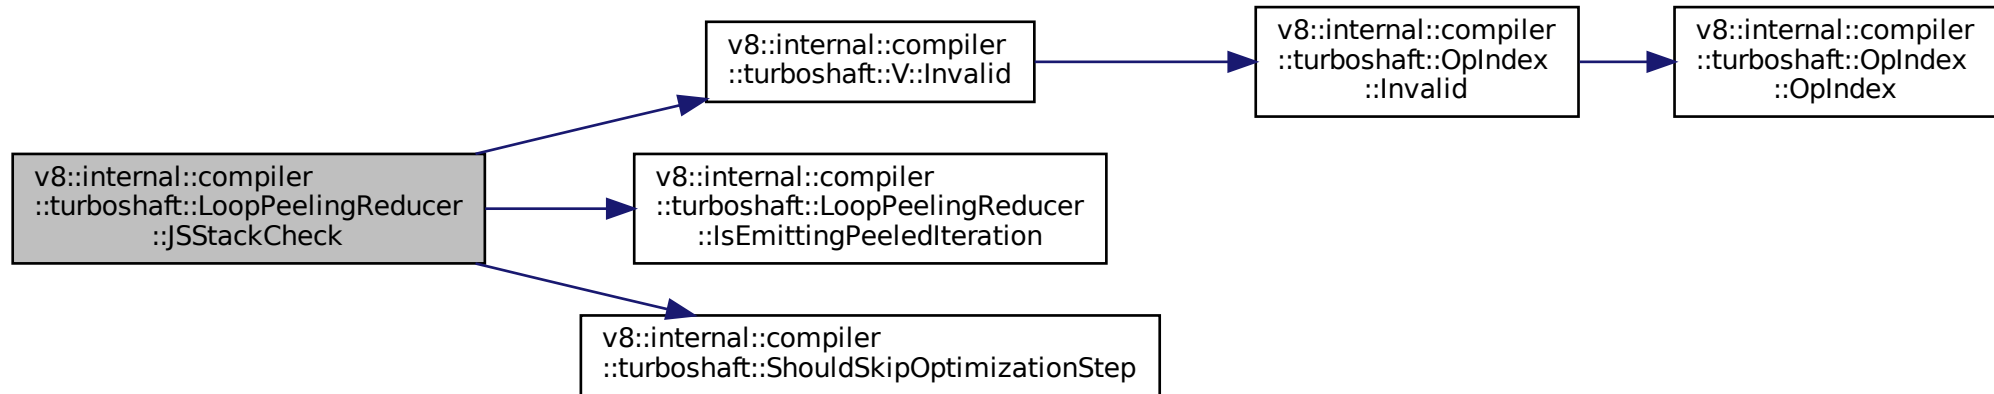 v8::internal::compiler
::turboshaft::LoopPeelingReducer
::JSStackCheck
v8::internal::compiler
::turboshaft::V::Invalid
v8::internal::compiler
::turboshaft::OpIndex
::Invalid
v8::internal::compiler
::turboshaft::OpIndex
::OpIndex
v8::internal::compiler
::turboshaft::LoopPeelingReducer
::IsEmittingPeeledIteration
v8::internal::compiler
::turboshaft::ShouldSkipOptimizationStep